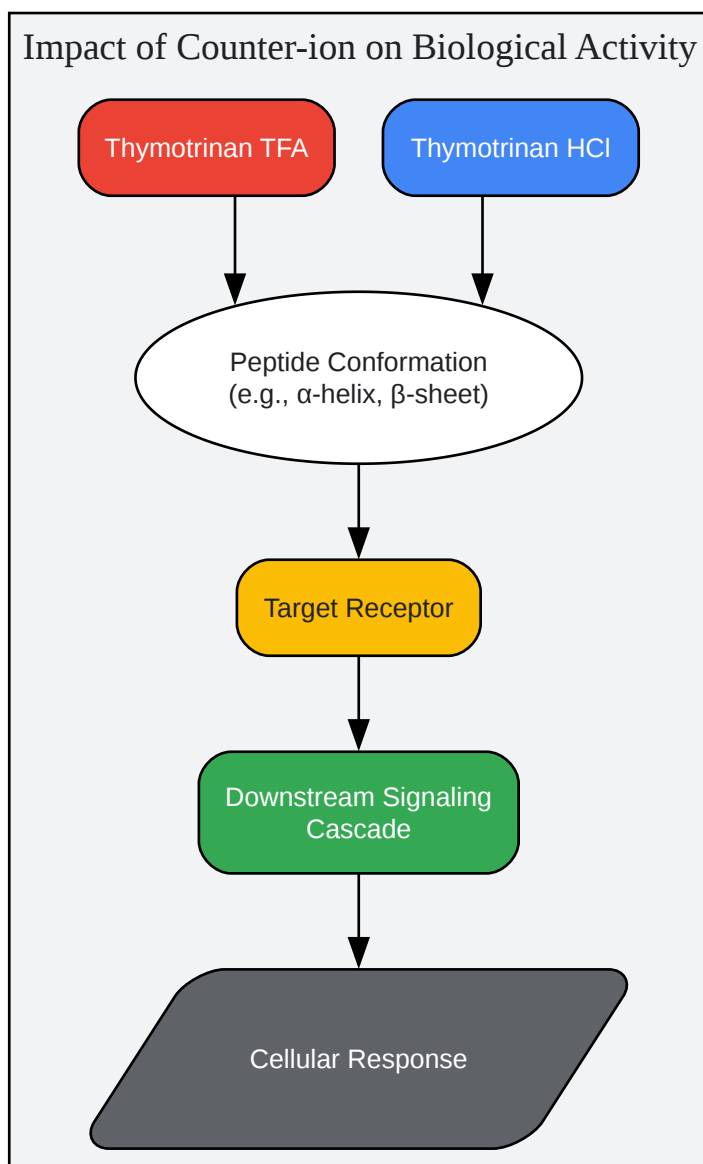 Impact of Counter-ion on Biological Activity
Thymotrinan TFA
Thymotrinan HCl
Peptide Conformation
(e.g., α-helix, β-sheet)
Target Receptor
Downstream Signaling
Cascade
Cellular Response